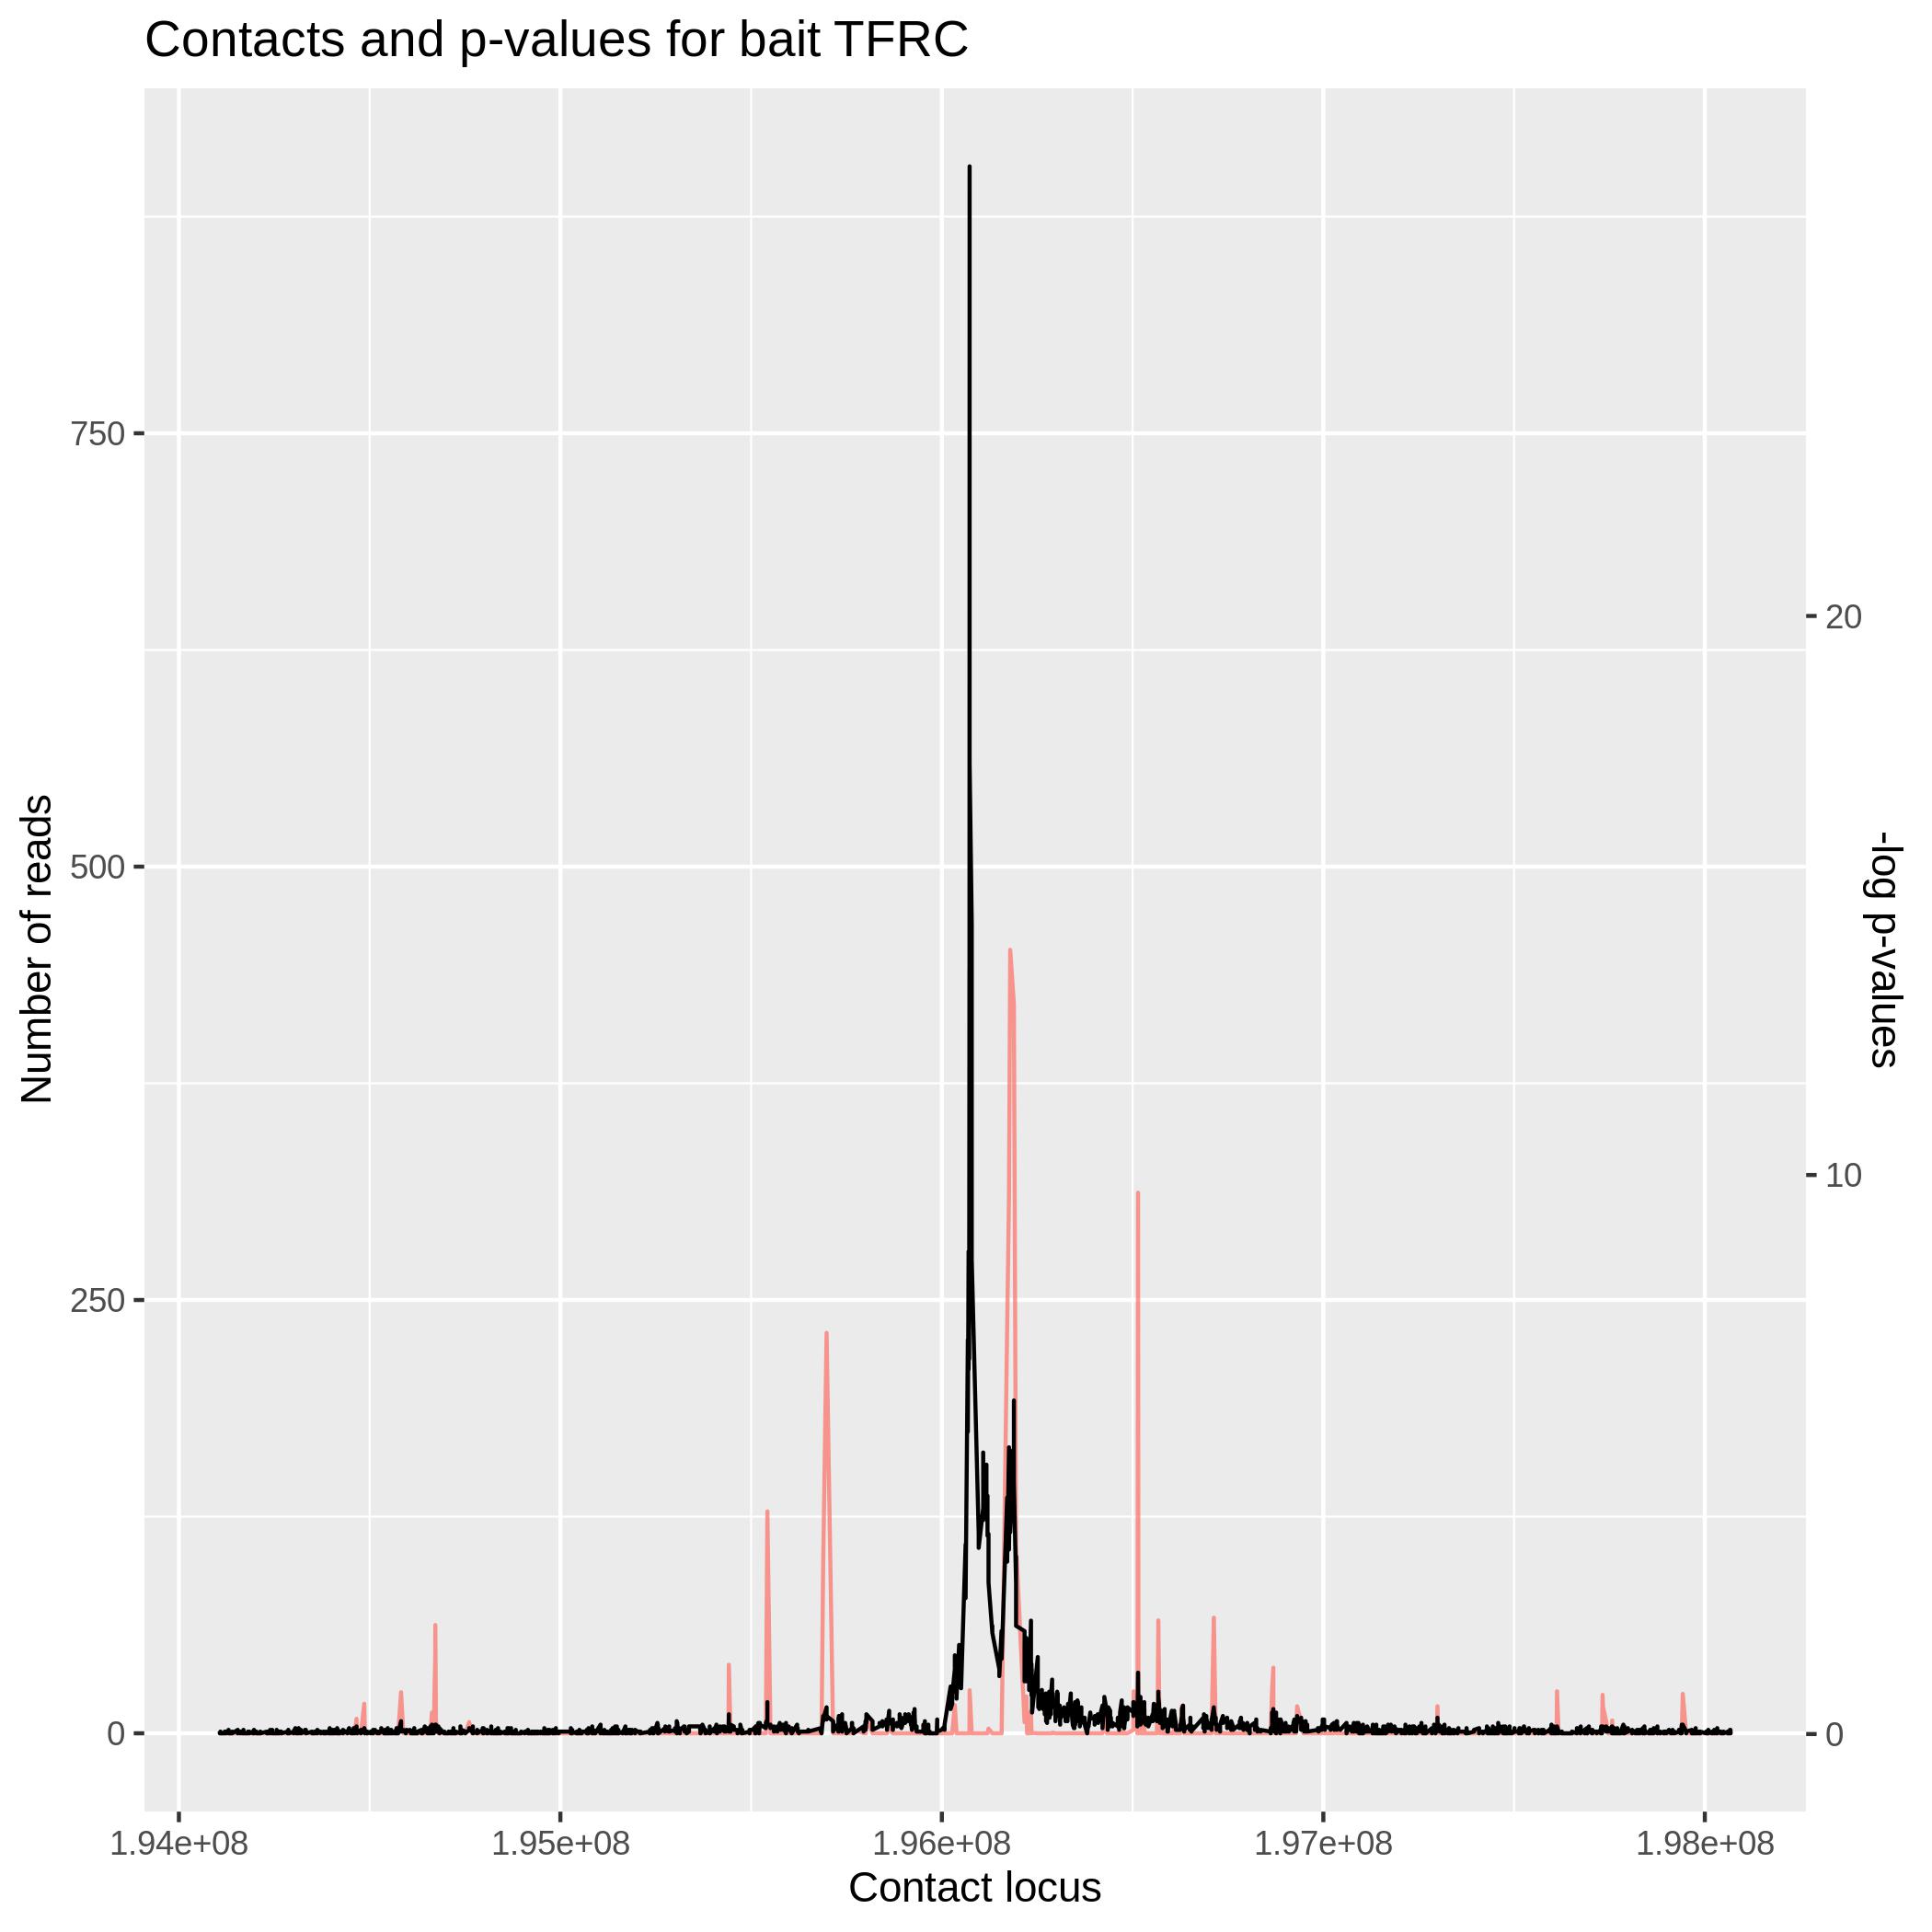 Contacts and p-values for bait TFRC
Number of reads
750
500
250
0
20
10
0
-log p-values
1.94e+08
1.95e+08
1.96e+08
1.97e+08
1.98e+08
Contact locus